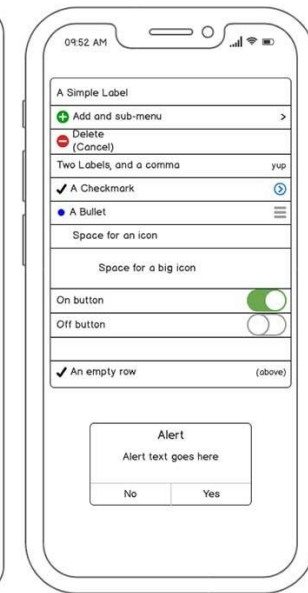 09:52 AM
A Simple Label
Add and sub-menu >
Delete
(Cancel)
Two Labels, and a comma yup
A Checkmark
A Bullet
Space for an icon
Space for a big icon
On button
Off button
An empty row (above)
Alert
Alert text goes here
No Yes